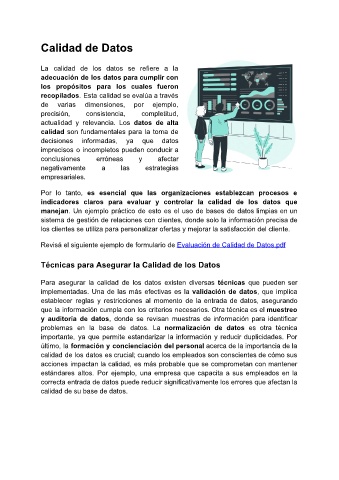 Calidad de Datos
La calidad de los datos se refiere a la
adecuación de los datos para cumplir con
los propósitos para los cuales fueron
recopilados. Esta calidad se evalúa a través
de varias dimensiones, por ejemplo,
precisión, consistencia, completitud,
actualidad y relevancia. Los datos de alta
calidad son fundamentales para la toma de
decisiones informadas, ya que datos
imprecisos o incompletos pueden conducir a
conclusiones erróneas y afectar
negativamente a las estrategias
empresariales.
Por lo tanto, es esencial que las organizaciones establezcan procesos e
indicadores claros para evaluar y controlar la calidad de los datos que
manejan. Un ejemplo práctico de esto es el uso de bases de datos limpias en un
sistema de gestión de relaciones con clientes, donde solo la información precisa de
los clientes se utiliza para personalizar ofertas y mejorar la satisfacción del cliente.
Revisá el siguiente ejemplo de formulario de Evaluación de Calidad de Datos.pdf
Técnicas para Asegurar la Calidad de los Datos
Para asegurar la calidad de los datos existen diversas técnicas que pueden ser
implementadas. Una de las más efectivas es la validación de datos, que implica
establecer reglas y restricciones al momento de la entrada de datos, asegurando
que la información cumpla con los criterios necesarios. Otra técnica es el muestreo
y auditoría de datos, donde se revisan muestras de información para identificar
problemas en la base de datos. La normalización de datos es otra técnica
importante, ya que permite estandarizar la información y reducir duplicidades. Por
último, la formación y concienciación del personal acerca de la importancia de la
calidad de los datos es crucial; cuando los empleados son conscientes de cómo sus
acciones impactan la calidad, es más probable que se comprometan con mantener
estándares altos. Por ejemplo, una empresa que capacita a sus empleados en la
correcta entrada de datos puede reducir significativamente los errores que afectan la
calidad de su base de datos.